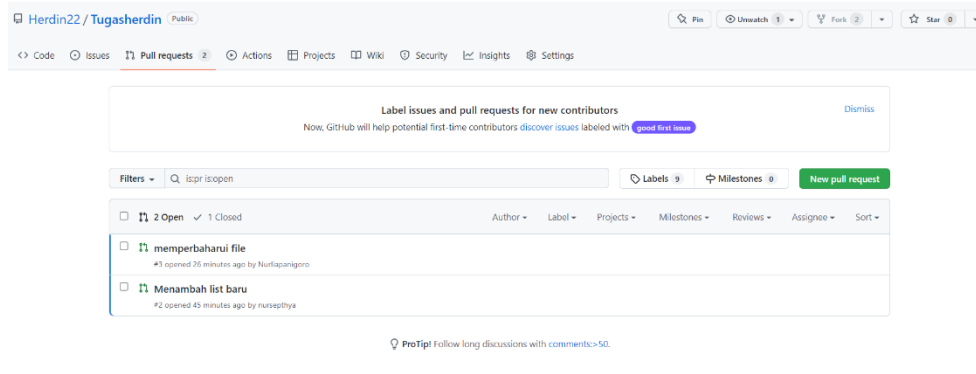 Herdin22 / Tugasherdin Public
Pin Unwatch 1 Fork 2 Star 0
Code Issues Pull requests 2 Actions Projects Wiki Security Insights Settings
Label issues and pull requests for new contributors
Dismiss
Now, GitHub will help potential first-time contributors discover issues labeled with good first issue
Filters is:pr is:open Labels 9 Milestones 0 New pull request
2 Open 1 Closed Author Label Projects Milestones Reviews Assignee Sort
memperbaharui file
#3 opened 26 minutes ago by Nurliapanigoro
Menambah list baru
#2 opened 45 minutes ago by nursepthya
ProTip! Follow long discussions with comments:>50.